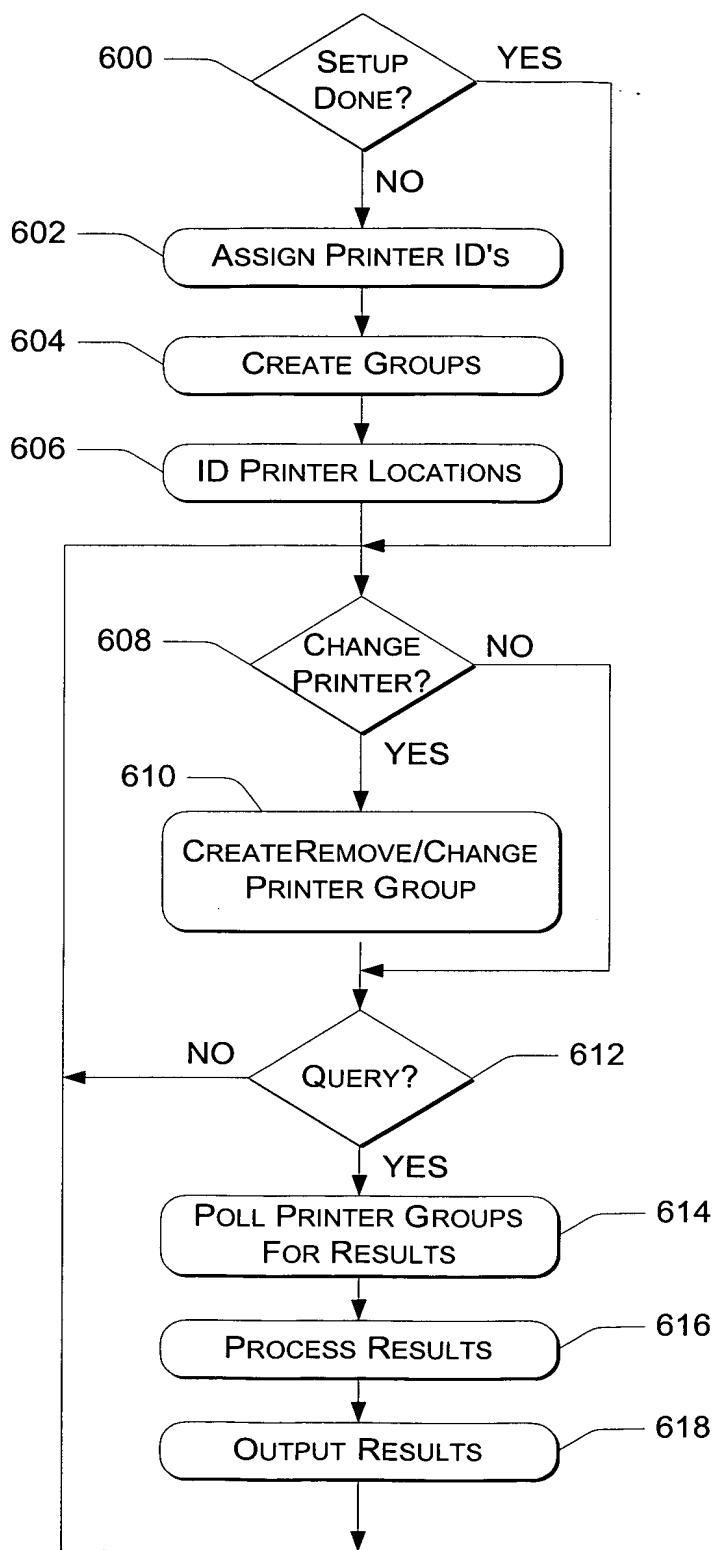 600
SETUP
DONE?
YES
NO
602
ASSIGN PRINTER ID'S
604
CREATE GROUPS
606
ID PRINTER LOCATIONS
608
CHANGE
PRINTER?
NO
YES
610
CREATEREMOVE/CHANGE
PRINTER GROUP
NO
QUERY?
612
YES
POLL PRINTER GROUPS
FOR RESULTS
614
PROCESS RESULTS
616
OUTPUT RESULTS
618